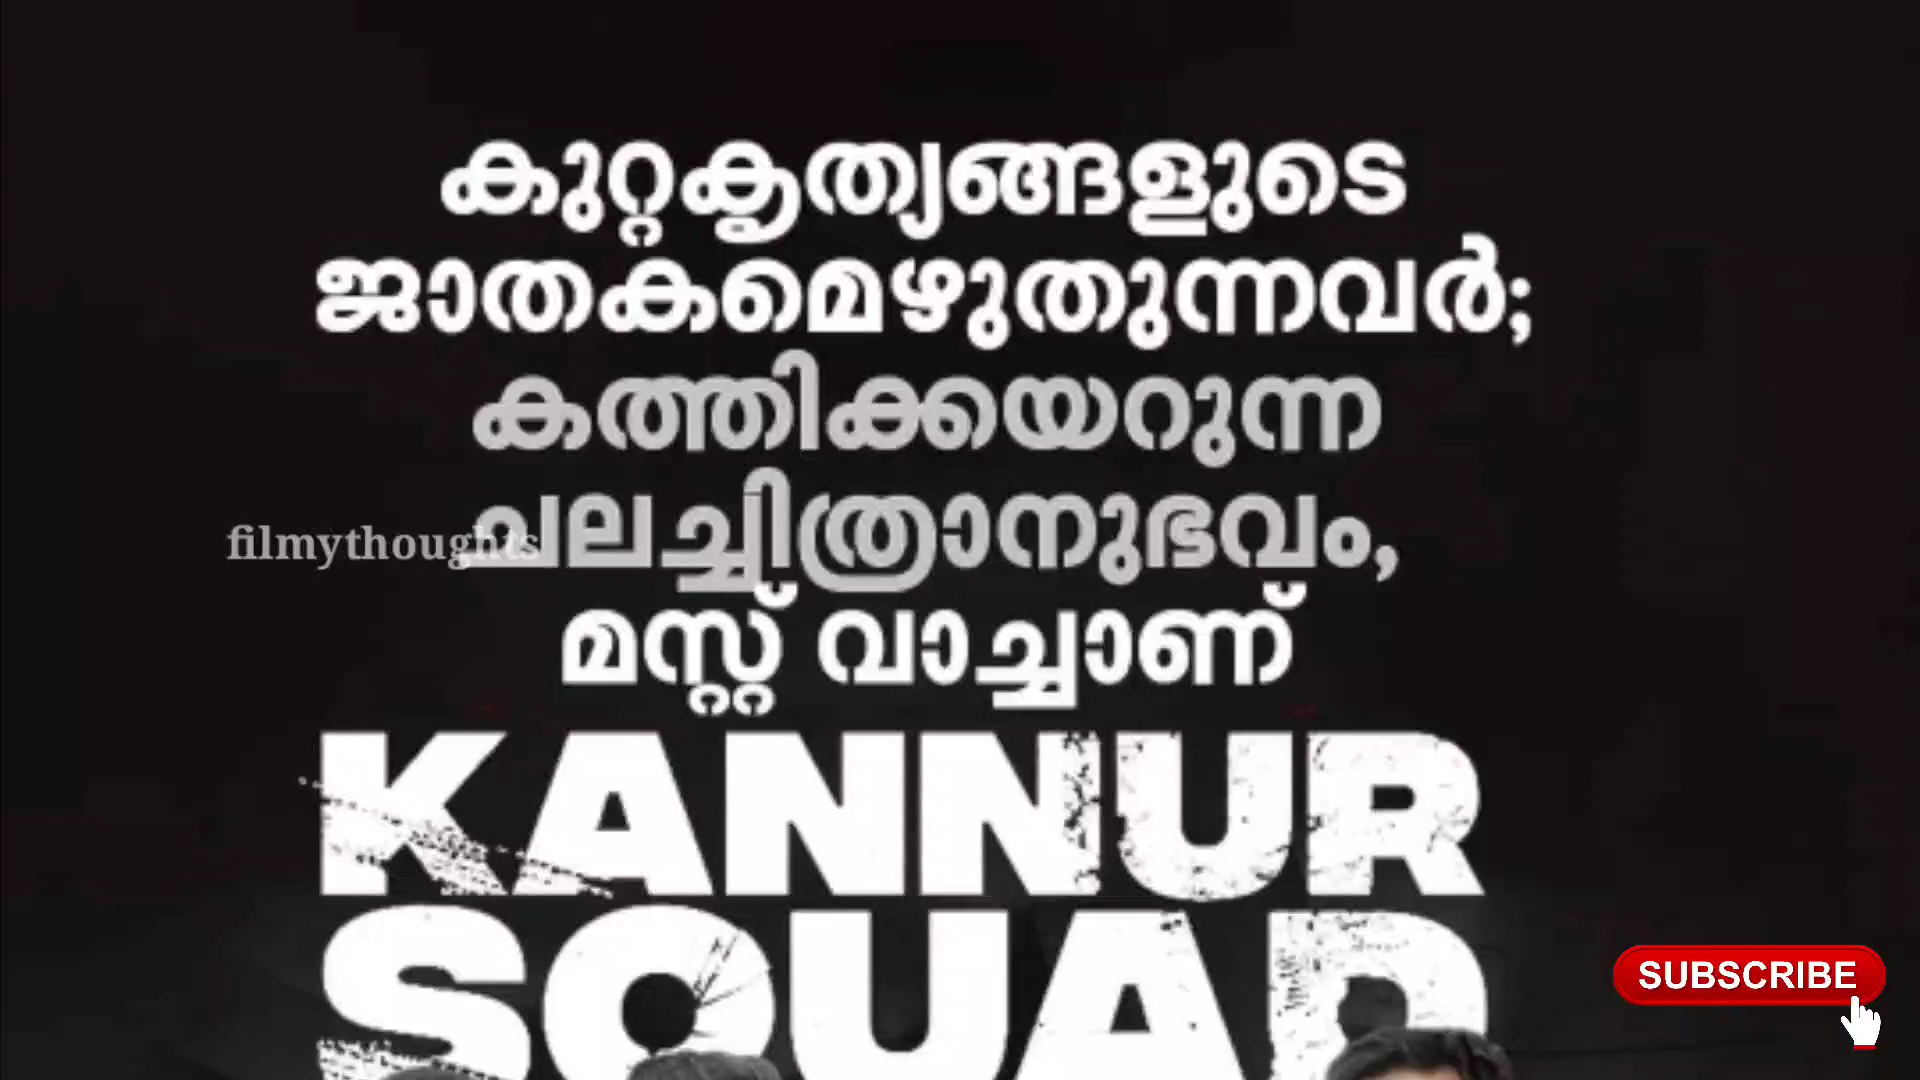 കുറ്റകൃത്യങ്ങളുടെ
ജാതകമെഴുതുന്നവർ;
കത്തിക്കയറുന്ന
ചലച്ചിത്രാനുഭവം,
മസ്റ്റ് വാച്ചാണ്
KANNUR
SQUAD
filmythoughts
SUBSCRIBE